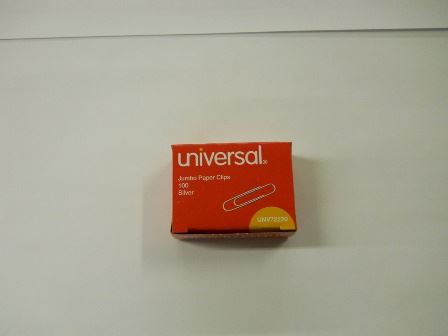 universal®
Jumbo Paper Clips
100
Silver
UNV72220